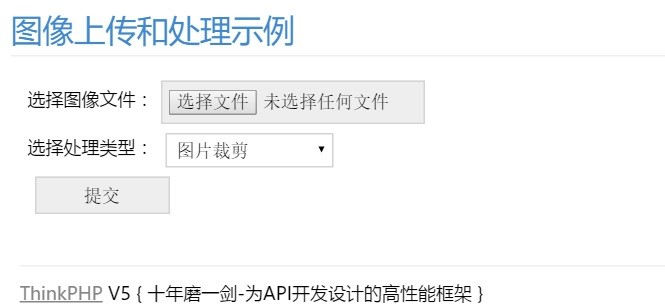 图像上传和处理示例
选择图像文件： 选择文件 未选择任何文件
选择处理类型： 图片裁剪
提交
ThinkPHP V5 { 十年磨一剑-为API开发设计的高性能框架 }